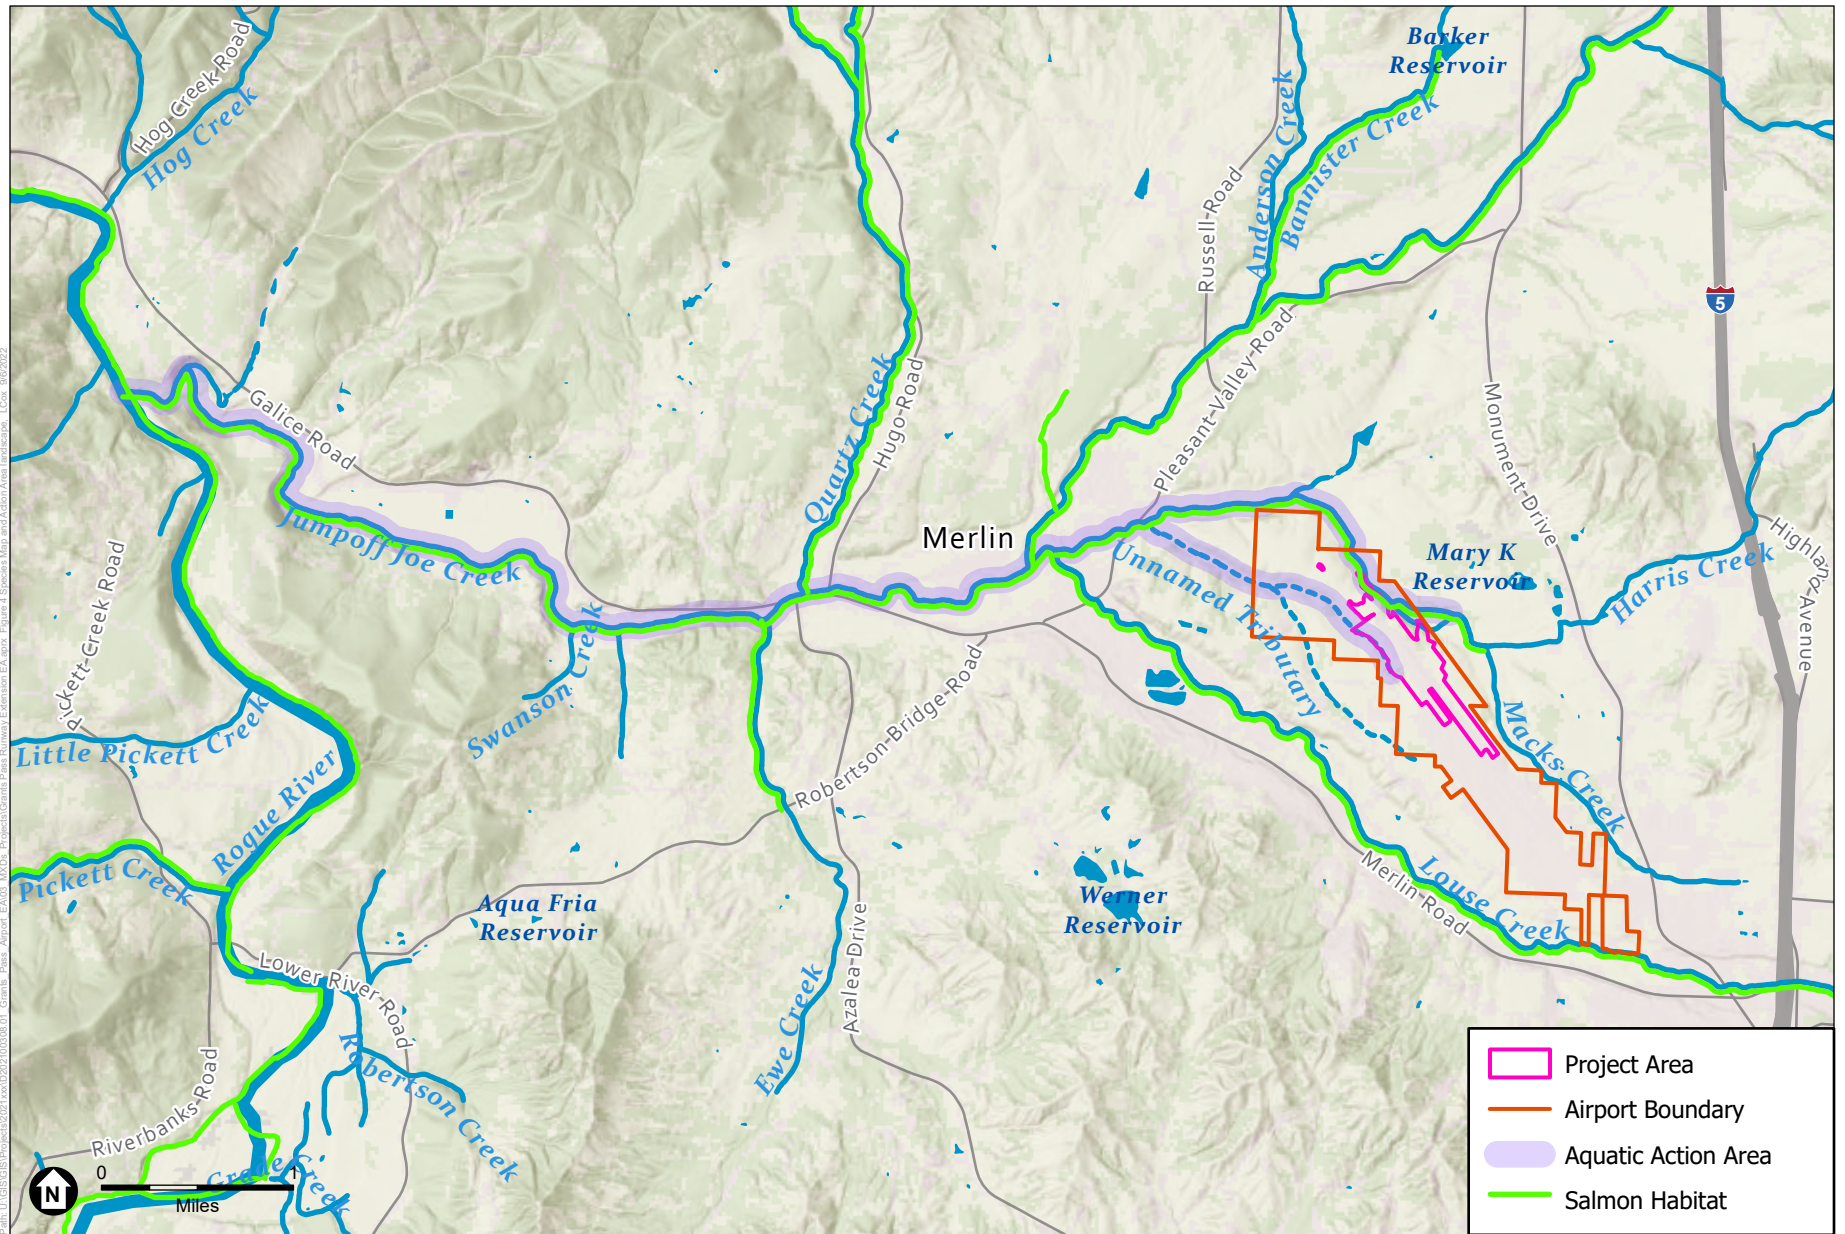 Hog Creek Road
Hog Creek
Barker
Reservoir
Anderson Creek
Bannister Creek
Russell Road
5
Galice Road
Quartz Creek
Hugo Road
Pleasant Valley Road
Monument Drive
Jumpoff Joe Creek
Merlin
Unnamed Tributary
Mary K
Reservoir
Harris Creek
Highland Avenue
Pickett Creek Road
Swanson Creek
Little Pickett Creek
Rogue River
Robertson Bridge Road
Macks Creek
Pickett Creek
Aqua Fria
Reservoir
Werner
Reservoir
Merlin Road
Louse Creek
Azalea Drive
Lower River Road
Ewe Creek
Robertson Creek
Riverbanks Road
Grade Creek
N
0 1
Miles
Project Area
Airport Boundary
Aquatic Action Area
Salmon Habitat